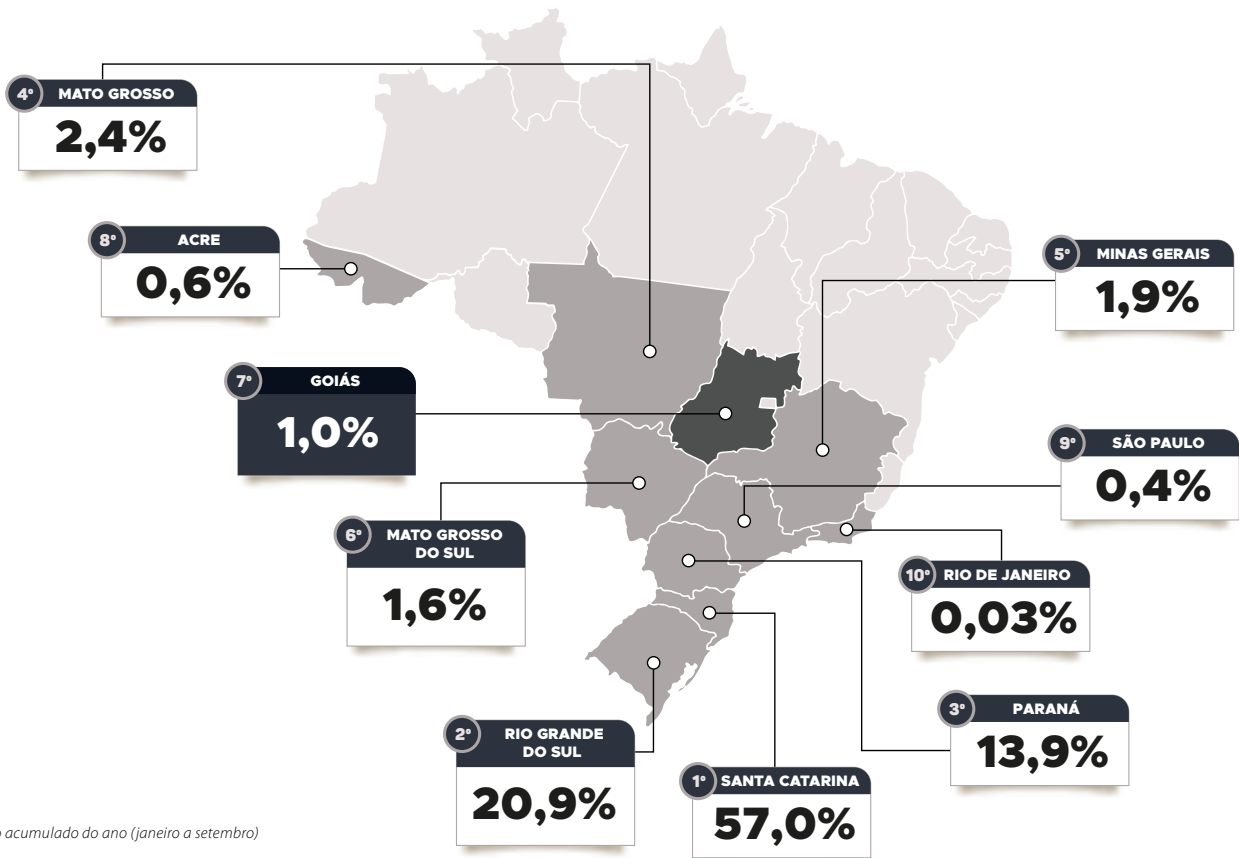 4º MATO GROSSO
2,4%
8º ACRE
0,6%
5º MINAS GERAIS
1,9%
7º GOIÁS
1,0%
9º SÃO PAULO
0,4%
6º MATO GROSSO
DO SUL
1,6%
10º RIO DE JANEIRO
0,03%
3º PARANÁ
13,9%
2º RIO GRANDE
DO SUL
20,9%
1º SANTA CATARINA
57,0%
o acumulado do ano (janeiro a setembro)